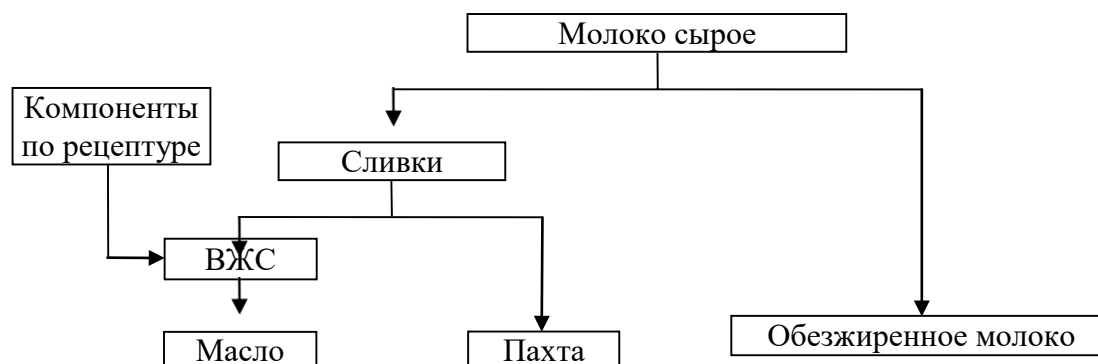 Молоко сырое
Компоненты
по рецептуре
Сливки
ВЖС
Масло
Пахта
Обезжиренное молоко